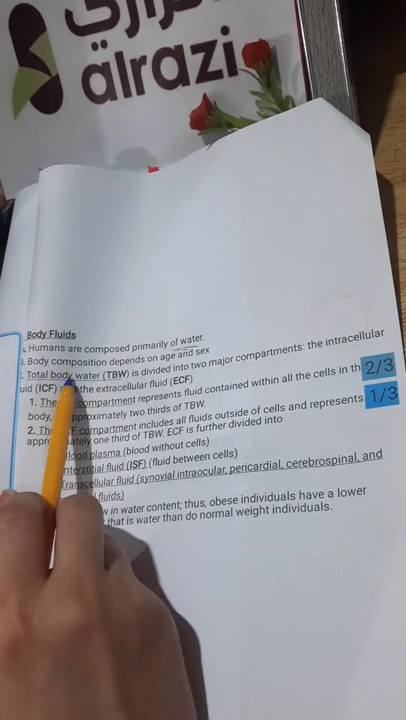 الرازي
alrazi
Body Fluids
Humans are composed primarily of water.
Body composition depends on age and sex
Total body water (TBW) is divided into two major compartments: the intracellular
uid (ICF) the extracellular fluid (ECF)
1. The compartment represents fluid contained within all the cells in th 2/3
body, approximately two thirds of TBW.
2. The F compartment includes all fluids outside of cells and represents 1/3
approximately one third of TBW. ECF is further divided into
Blood plasma (blood without cells)
Interstitial fluid (ISF) (fluid between cells)
Transcellular fluid (synovial intraocular, pericardial, cerebrospinal, and
fluids)
w in water content; thus, obese individuals have a lower
that is water than do normal weight individuals.